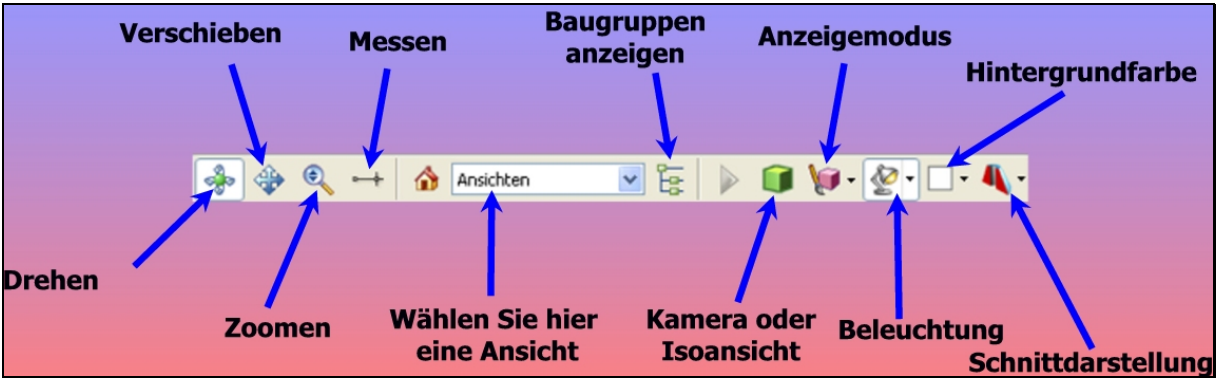 Verschieben
Messen
Baugruppen
anzeigen
Anzeigemodus
Hintergrundfarbe
Ansichten
Drehen
Zoomen
Wählen Sie hier
eine Ansicht
Kamera oder
Isoansicht
Beleuchtung
Schnittdarstellung